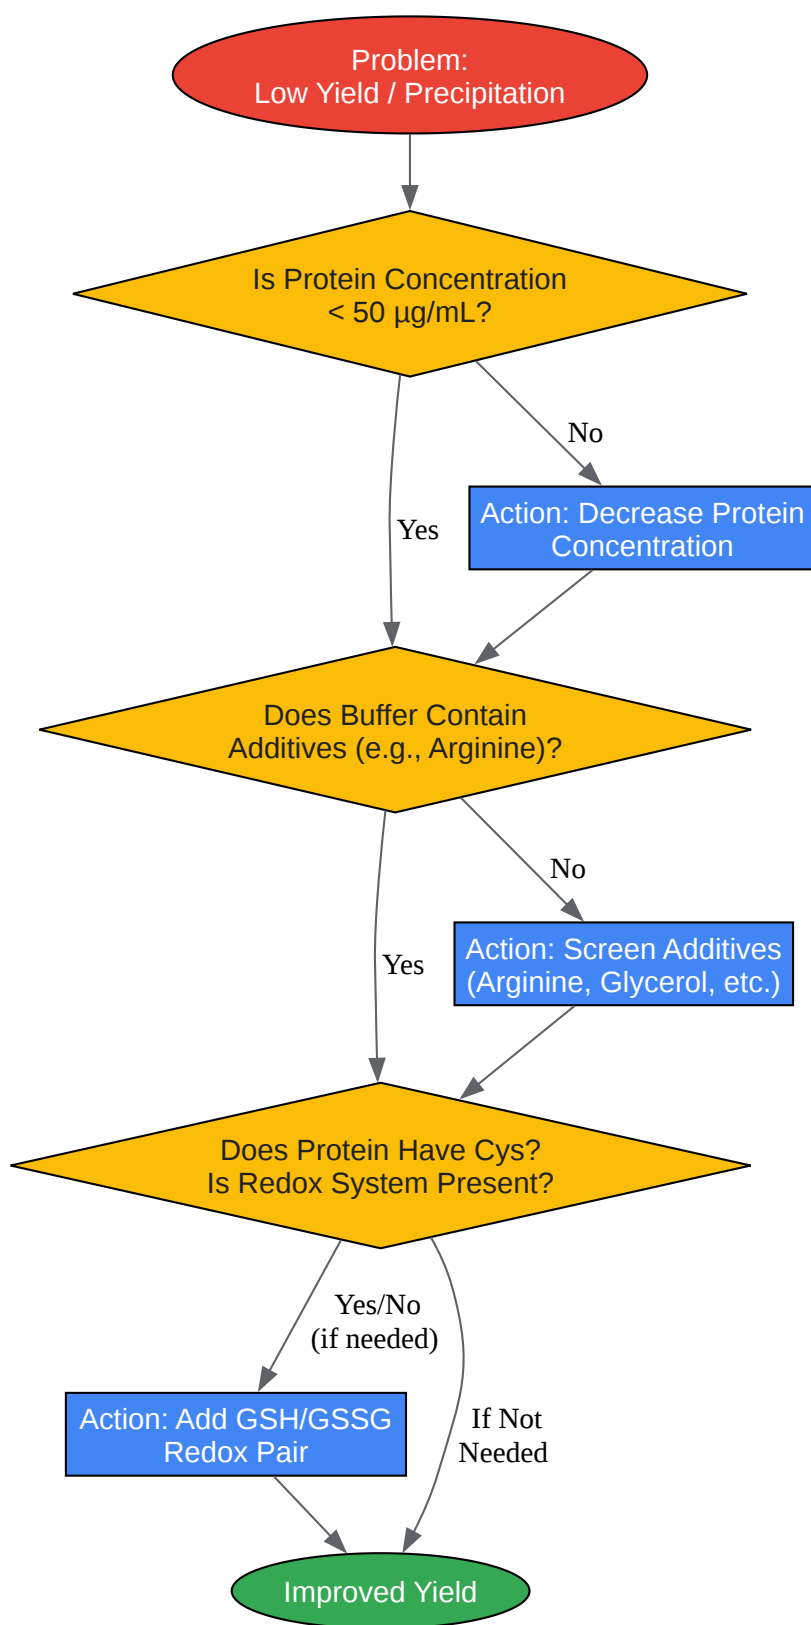 Problem:
Low Yield / Precipitation
Is Protein Concentration
< 50 µg/mL?
No
Action: Decrease Protein
Concentration
Yes
Does Buffer Contain
Additives (e.g., Arginine)?
No
Action: Screen Additives
(Arginine, Glycerol, etc.)
Yes
Does Protein Have Cys?
Is Redox System Present?
Yes/No
(if needed)
Action: Add GSH/GSSG
Redox Pair
If Not
Needed
Improved Yield